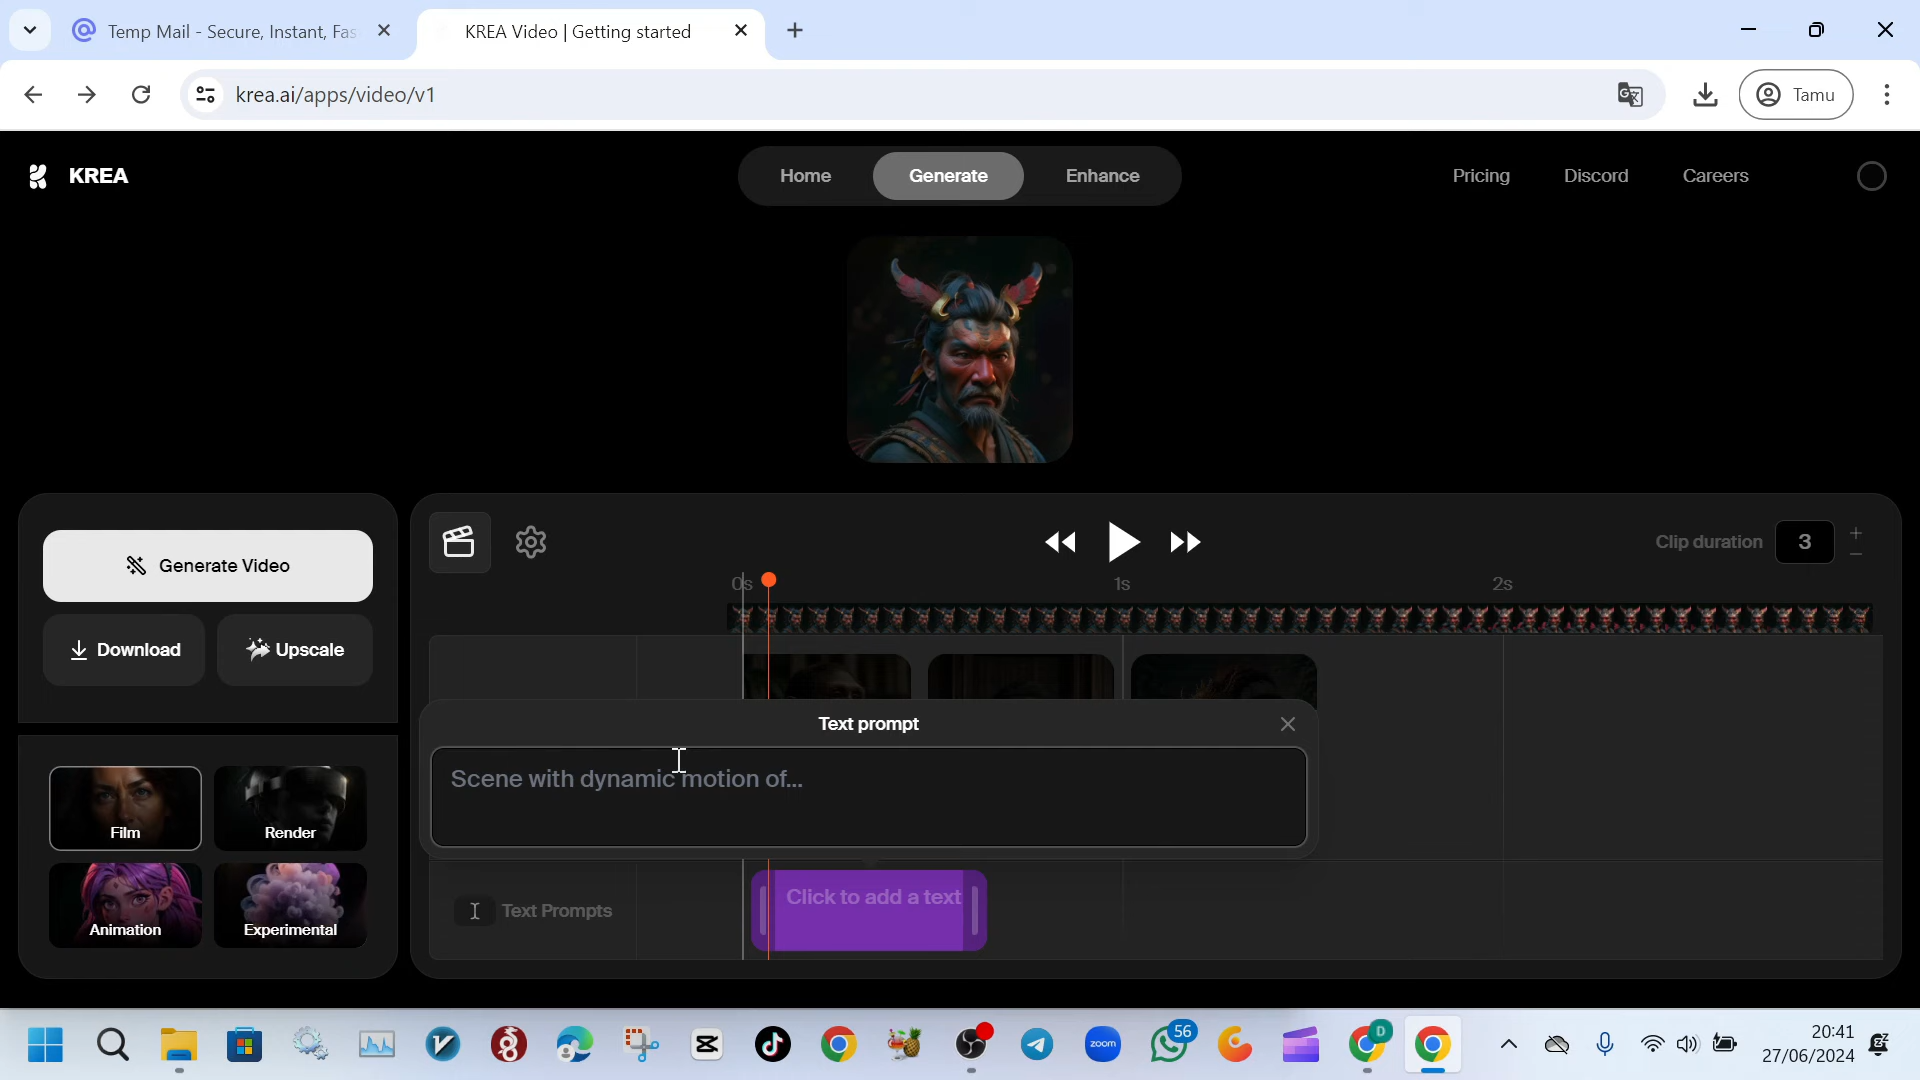 Temp Mail - Secure, Instant, Fas
KREA Video | Getting started
krea.ai/apps/video/v1
Tamu
KREA
Home
Generate
Enhance
Pricing
Discord
Careers
Generate Video
Download
Upscale
Clip duration
3
0s
1s
2s
Text prompt
Scene with dynamic motion of...
Film
Render
Animation
Experimental
Text Prompts
Click to add a text
zoom
56
D
20:41
27/06/2024